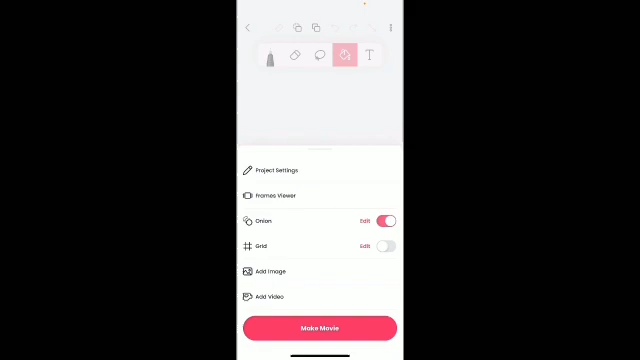 T
Project Settings
Frames Viewer
Onion Edit
Grid Edit
Add Image
Add Video
Make Movie